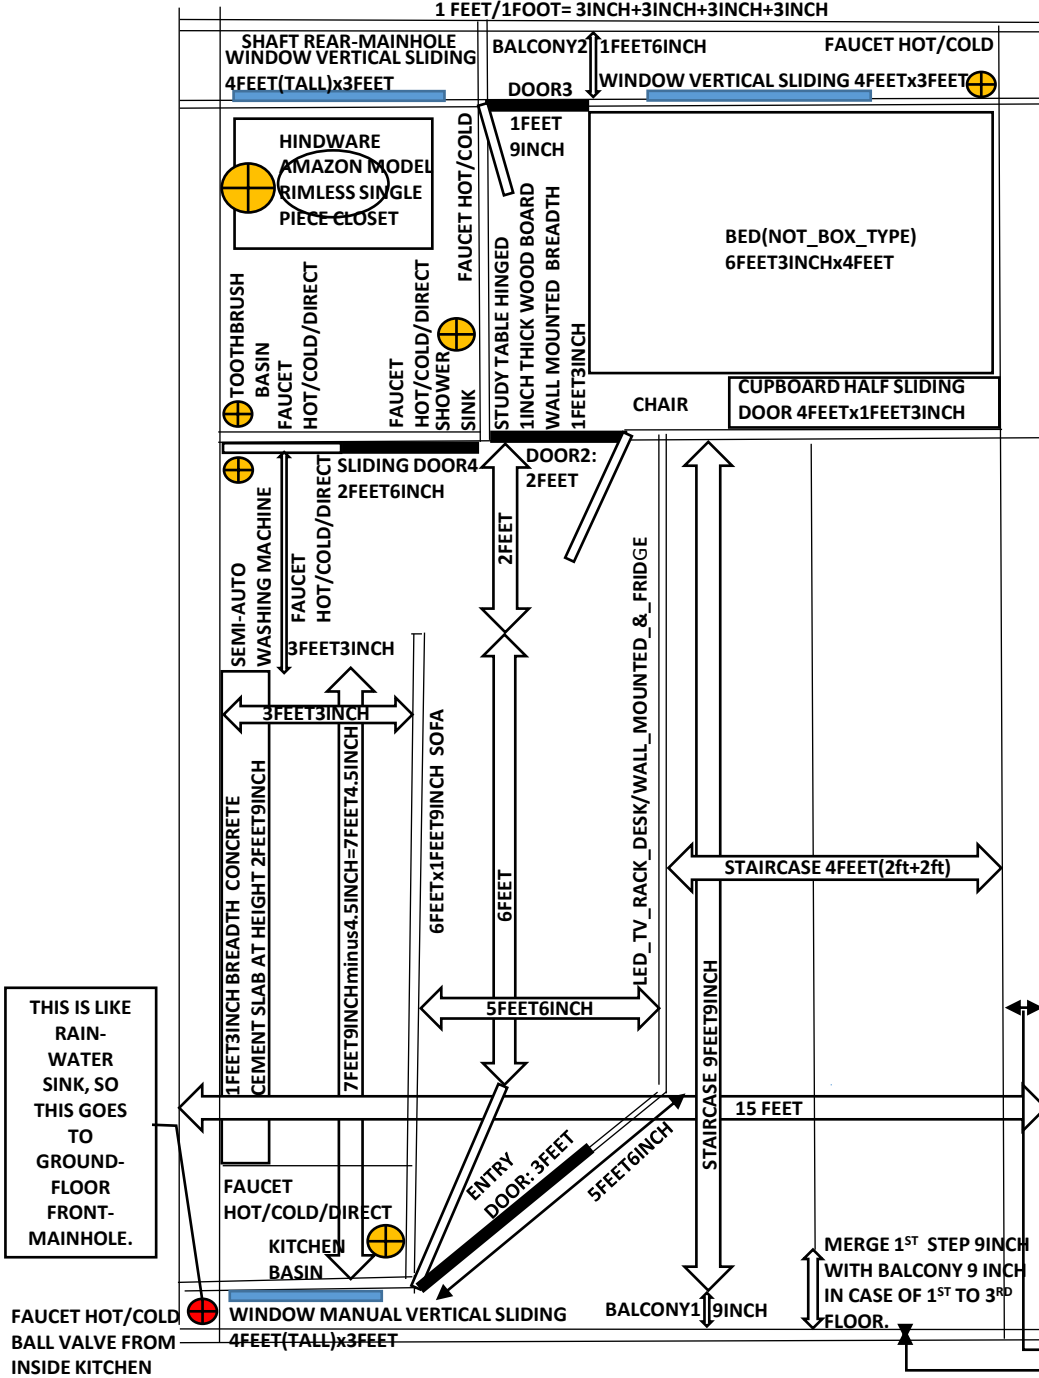 1 FEET/1FOOT= 3INCH+3INCH+3INCH+3INCH
SHAFT REAR-MAINHOLE
WINDOW VERTICAL SLIDING
4FEET(TALL)x3FEET
BALCONY2
1FEET6INCH
FAUCET HOT/COLD
WINDOW VERTICAL SLIDING 4FEETx3FEET
DOOR3
1FEET
9INCH
HINDWARE
AMAZON MODEL
RIMLESS SINGLE
PIECE CLOSET
FAUCET HOT/COLD
BED(NOT_BOX_TYPE)
6FEET3INCHx4FEET
TOOTHBRUSH
BASIN
FAUCET
HOT/COLD/DIRECT
FAUCET
HOT/COLD/DIRECT
SHOWER
SINK
STUDY TABLE HINGED
1INCH THICK WOOD BOARD
WALL MOUNTED BREADTH
1FEET3INCH
CHAIR
CUPBOARD HALF SLIDING
DOOR 4FEETx1FEET3INCH
SLIDING DOOR4
2FEET6INCH
DOOR2:
2FEET
SEMI-AUTO
WASHING MACHINE
FAUCET
HOT/COLD/DIRECT
2FEET
3FEET3INCH
3FEET3INCH
1FEET3INCH BREADTH CONCRETE
CEMENT SLAB AT HEIGHT 2FEET9INCH
7FEET9INCHminus4.5INCH=7FEET4.5INCH
6FEETx1FEET9INCH SOFA
6FEET
LED_TV_RACK_DESK/WALL_MOUNTED_&_FRIDGE
STAIRCASE 4FEET(2ft+2ft)
STAIRCASE 9FEET9INCH
5FEET6INCH
15 FEET
THIS IS LIKE
RAIN-
WATER
SINK, SO
THIS GOES
TO
GROUND-
FLOOR
FRONT-
MAINHOLE.
ENTRY
DOOR: 3FEET
5FEET6INCH
FAUCET
HOT/COLD/DIRECT
KITCHEN
BASIN
MERGE 1ST STEP 9INCH
WITH BALCONY 9 INCH
IN CASE OF 1ST TO 3RD
FLOOR.
BALCONY1
9INCH
WINDOW MANUAL VERTICAL SLIDING
4FEET(TALL)x3FEET
FAUCET HOT/COLD
BALL VALVE FROM
INSIDE KITCHEN